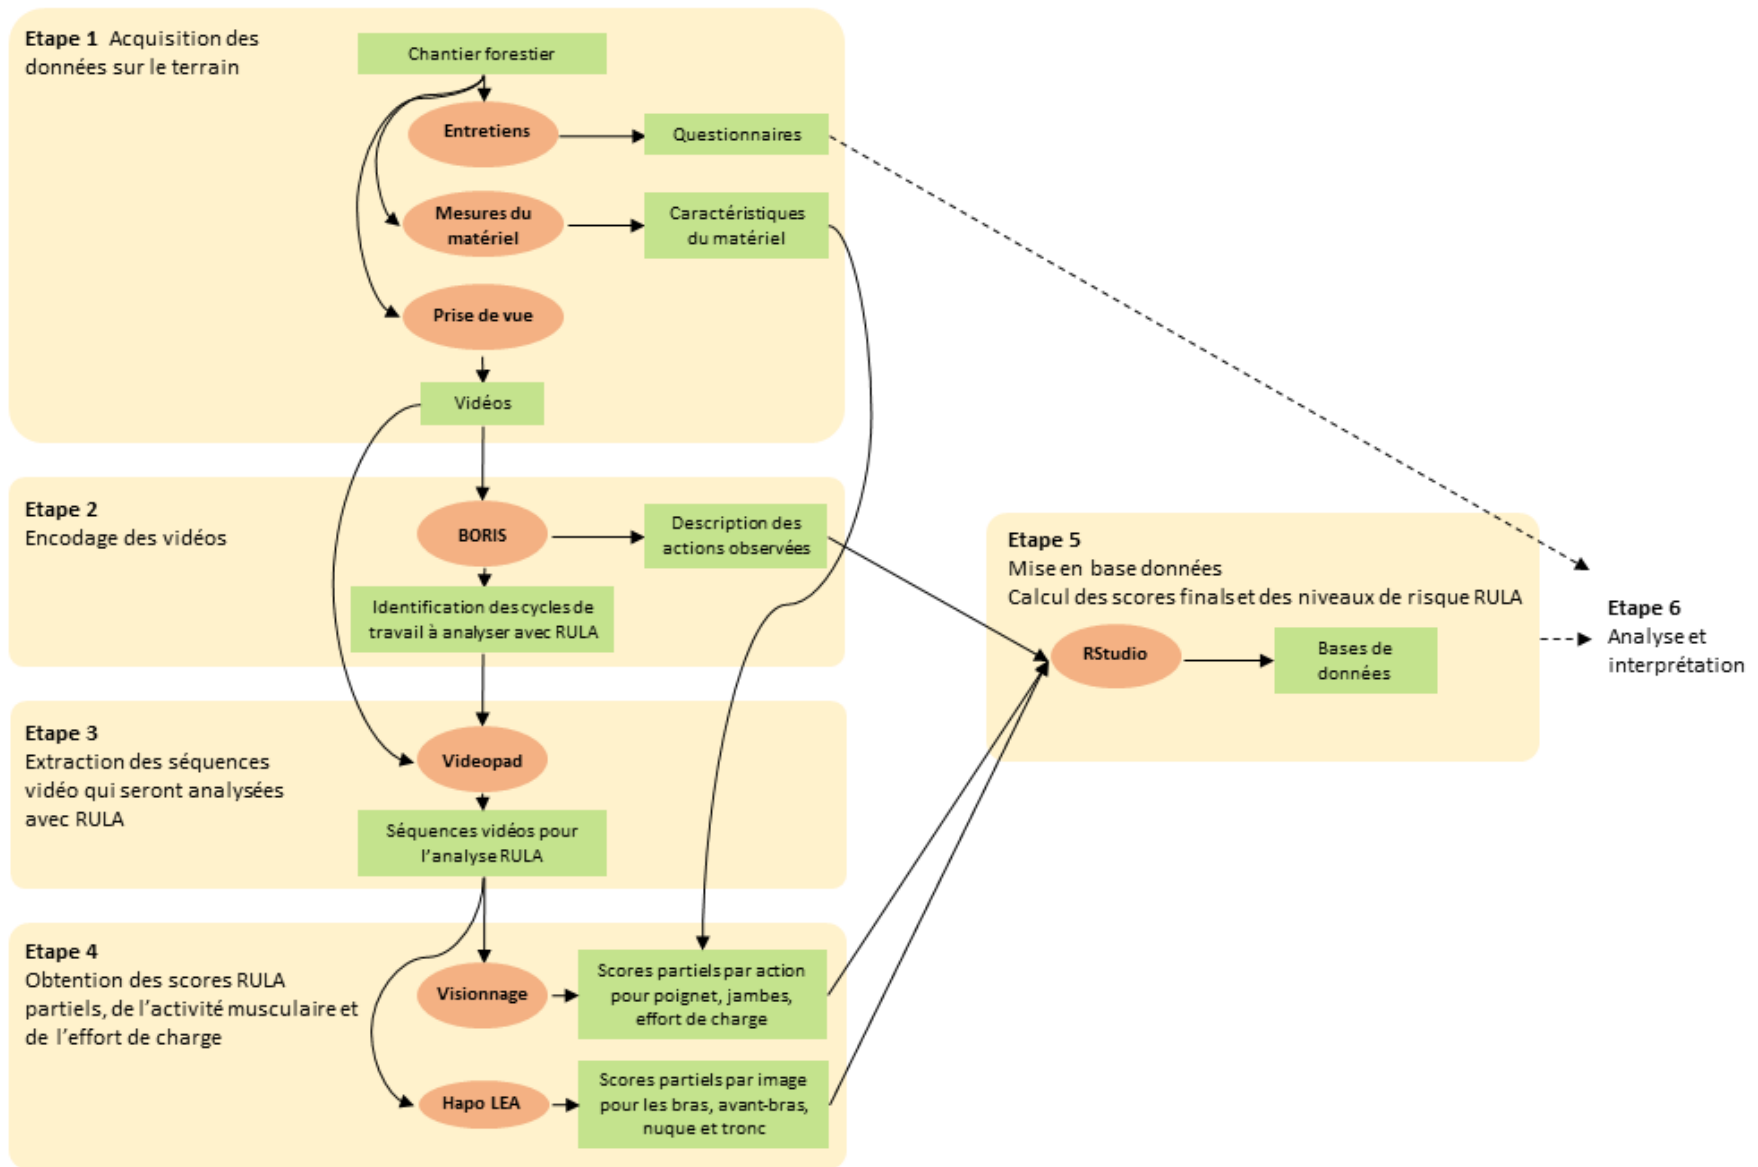 Etape 1 Acquisition des
données sur le terrain
Chantier forestier
Entretiens
Questionnaires
Mesures du
matériel
Caractéristiques
du matériel
Prise de vue
Vidéos
Etape 2
Encodage des vidéos
BORIS
Description des
actions observées
Identification des cycles de
travail à analyser avec RULA
Etape 3
Extraction des séquences
vidéo qui seront analysées
avec RULA
Videopad
Séquences vidéos pour
l'analyse RULA
Etape 4
Obtention des scores RULA
partiels, de l'activité musculaire et
de l'effort de charge
Visionnage
Scores partiels par action
pour poignet, jambes,
effort de charge
Hapo LEA
Scores partiels par image
pour les bras, avant-bras,
nuque et tronc
Etape 5
Mise en base données
Calcul des scores finals et des niveaux de risque RULA
RStudio
Bases de
données
Etape 6
Analyse et
interprétation